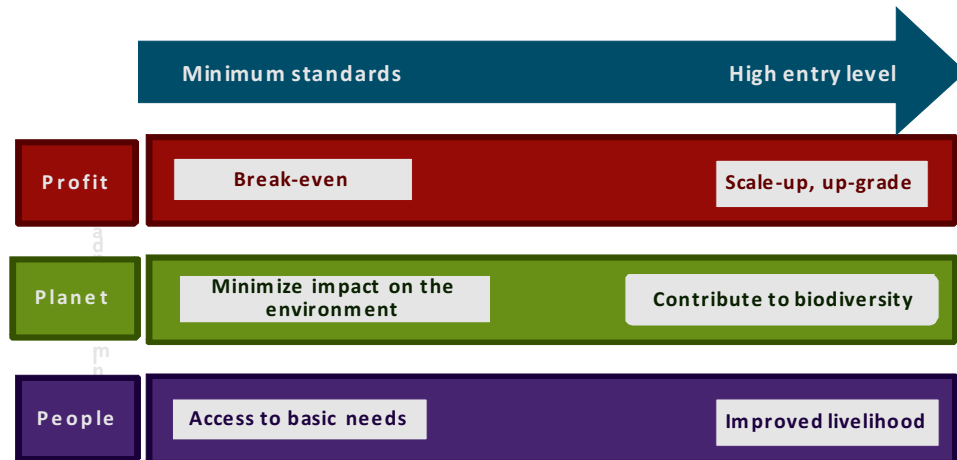 Minimum standards
High entry level
Profit
Break-even
Scale-up, up-grade
Planet
Minimize impact on the
environment
Contribute to biodiversity
People
Access to basic needs
Improved livelihood